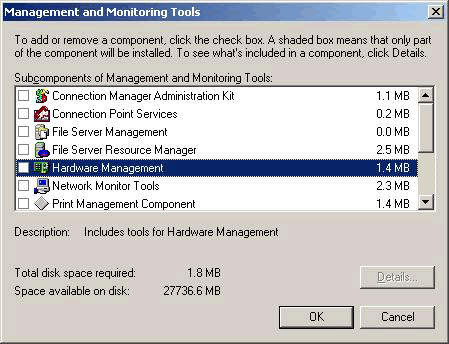 Management and Monitoring Tools
To add or remove a component, click the check box. A shaded box means that only part
of the component will be installed. To see what's included in a component, click Details.
Subcomponents of Management and Monitoring Tools:
Connection Manager Administration Kit 1.1 MB
Connection Point Services 0.2 MB
File Server Management 0.0 MB
File Server Resource Manager 2.5 MB
Hardware Management 1.4 MB
Network Monitor Tools 2.3 MB
Print Management Component 1.4 MB
Description: Includes tools for Hardware Management
Total disk space required: 1.8 MB
Space available on disk: 27736.6 MB
Details...
OK Cancel